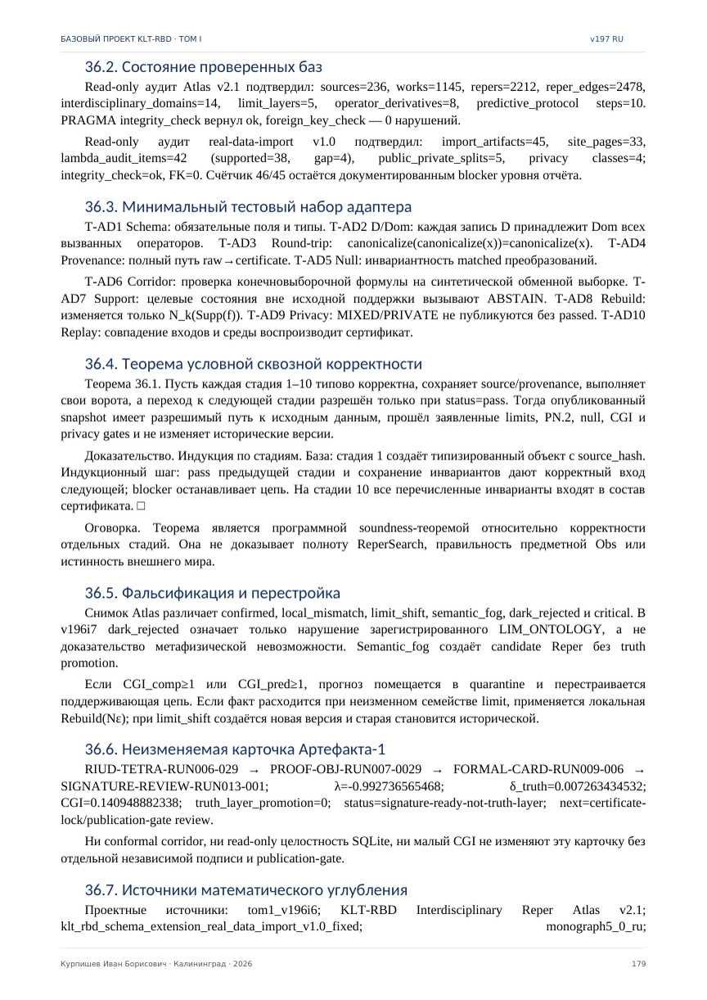 БАЗОВЫЙ ПРОЕКТ KLT-RBD · ТОМ I
v197 RU
36.2. Состояние проверенных баз
Read-only аудит Atlas v2.1 подтвердил: sources=236, works=1145, repers=2212, reper_edges=2478,
interdisciplinary_domains=14, limit_layers=5, operator_derivatives=8, predictive_protocol steps=10.
PRAGMA integrity_check вернул ok, foreign_key_check — 0 нарушений.
Read-only аудит real-data-import v1.0 подтвердил: import_artifacts=45, site_pages=33,
lambda_audit_items=42 (supported=38, gap=4), public_private_splits=5, privacy classes=4;
integrity_check=ok, FK=0. Счётчик 46/45 остаётся документированным blocker уровня отчёта.
36.3. Минимальный тестовый набор адаптера
T-AD1 Schema: обязательные поля и типы. T-AD2 D/Dom: каждая запись D принадлежит Dom всех
вызванных операторов. T-AD3 Round-trip: canonicalize(canonicalize(x))=canonicalize(x). T-AD4
Provenance: полный путь raw→certificate. T-AD5 Null: инвариантность matched преобразований.
T-AD6 Corridor: проверка конечновыборочной формулы на синтетической обменной выборке. T-
AD7 Support: целевые состояния вне исходной поддержки вызывают ABSTAIN. T-AD8 Rebuild:
изменяется только N_k(Supp(f)). T-AD9 Privacy: MIXED/PRIVATE не публикуются без passed. T-AD10
Replay: совпадение входов и среды воспроизводит сертификат.
36.4. Теорема условной сквозной корректности
Теорема 36.1. Пусть каждая стадия 1–10 типово корректна, сохраняет source/provenance, выполняет
свои ворота, а переход к следующей стадии разрешён только при status=pass. Тогда опубликованный
snapshot имеет разрешимый путь к исходным данным, прошёл заявленные limits, PN.2, null, CGI и
privacy gates и не изменяет исторические версии.
Доказательство. Индукция по стадиям. База: стадия 1 создаёт типизированный объект с source_hash.
Индукционный шаг: pass предыдущей стадии и сохранение инвариантов дают корректный вход
следующей; blocker останавливает цепь. На стадии 10 все перечисленные инварианты входят в состав
сертификата. □
Оговорка. Теорема является программной soundness-теоремой относительно корректности
отдельных стадий. Она не доказывает полноту ReperSearch, правильность предметной Obs или
истинность внешнего мира.
36.5. Фальсификация и перестройка
Снимок Atlas различает confirmed, local_mismatch, limit_shift, semantic_fog, dark_rejected и critical. В
v196i7 dark_rejected означает только нарушение зарегистрированного LIM_ONTOLOGY, а не
доказательство метафизической невозможности. Semantic_fog создаёт candidate Reper без truth
promotion.
Если CGI_comp≥1 или CGI_pred≥1, прогноз помещается в quarantine и перестраивается
поддерживающая цепь. Если факт расходится при неизменном семействе limit, применяется локальная
Rebuild(Nε); при limit_shift создаётся новая версия и старая становится исторической.
36.6. Неизменяемая карточка Артефакта-1
RIUD-TETRA-RUN006-029 → PROOF-OBJ-RUN007-0029 → FORMAL-CARD-RUN009-006 →
SIGNATURE-REVIEW-RUN013-001; λ=-0.992736565468; δ_truth=0.007263434532;
CGI=0.140948882338; truth_layer_promotion=0; status=signature-ready-not-truth-layer; next=certificate-
lock/publication-gate review.
Ни conformal corridor, ни read-only целостность SQLite, ни малый CGI не изменяют эту карточку без
отдельной независимой подписи и publication-gate.
36.7. Источники математического углубления
Проектные источники: tom1_v196i6; KLT-RBD Interdisciplinary Reper Atlas v2.1;
klt_rbd_schema_extension_real_data_import_v1.0_fixed; monograph5_0_ru;
Курпишев Иван Борисович · Калининград · 2026
179